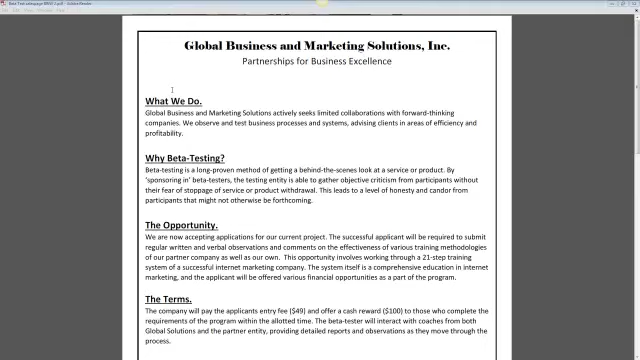 Global Business and Marketing Solutions, Inc.
Partnerships for Business Excellence
What We Do.
Global Business and Marketing Solutions actively seeks limited collaborations with forward-thinking
companies. We observe and test business processes and systems, advising clients in areas of efficiency and
profitability.
Why Beta-Testing?
Beta-testing is a long-proven method of getting a behind-the-scenes look at a service or product. By
‘sponsoring in’ beta-testers, the testing entity is able to gather objective criticism from participants without
their fear of stoppage of service or product withdrawal. This leads to a level of honesty and candor from
participants that might not otherwise be forthcoming.
The Opportunity.
We are now accepting applications for our current project. The successful applicant will be required to submit
regular written and verbal observations and comments on the effectiveness of various training methodologies
of our partner company as well as our own. This opportunity involves working through a 21-step training
system of a successful internet marketing company. The system itself is a comprehensive education in internet
marketing, and the applicant will be offered various financial opportunities as a part of the program.
The Terms.
The company will pay the applicants entry fee ($49) and offer a cash reward ($100) to those who complete the
requirements of the program within the allotted time. The beta-tester will interact with coaches from both
Global Solutions and the partner entity, providing detailed reports and observations as they move through the
process.